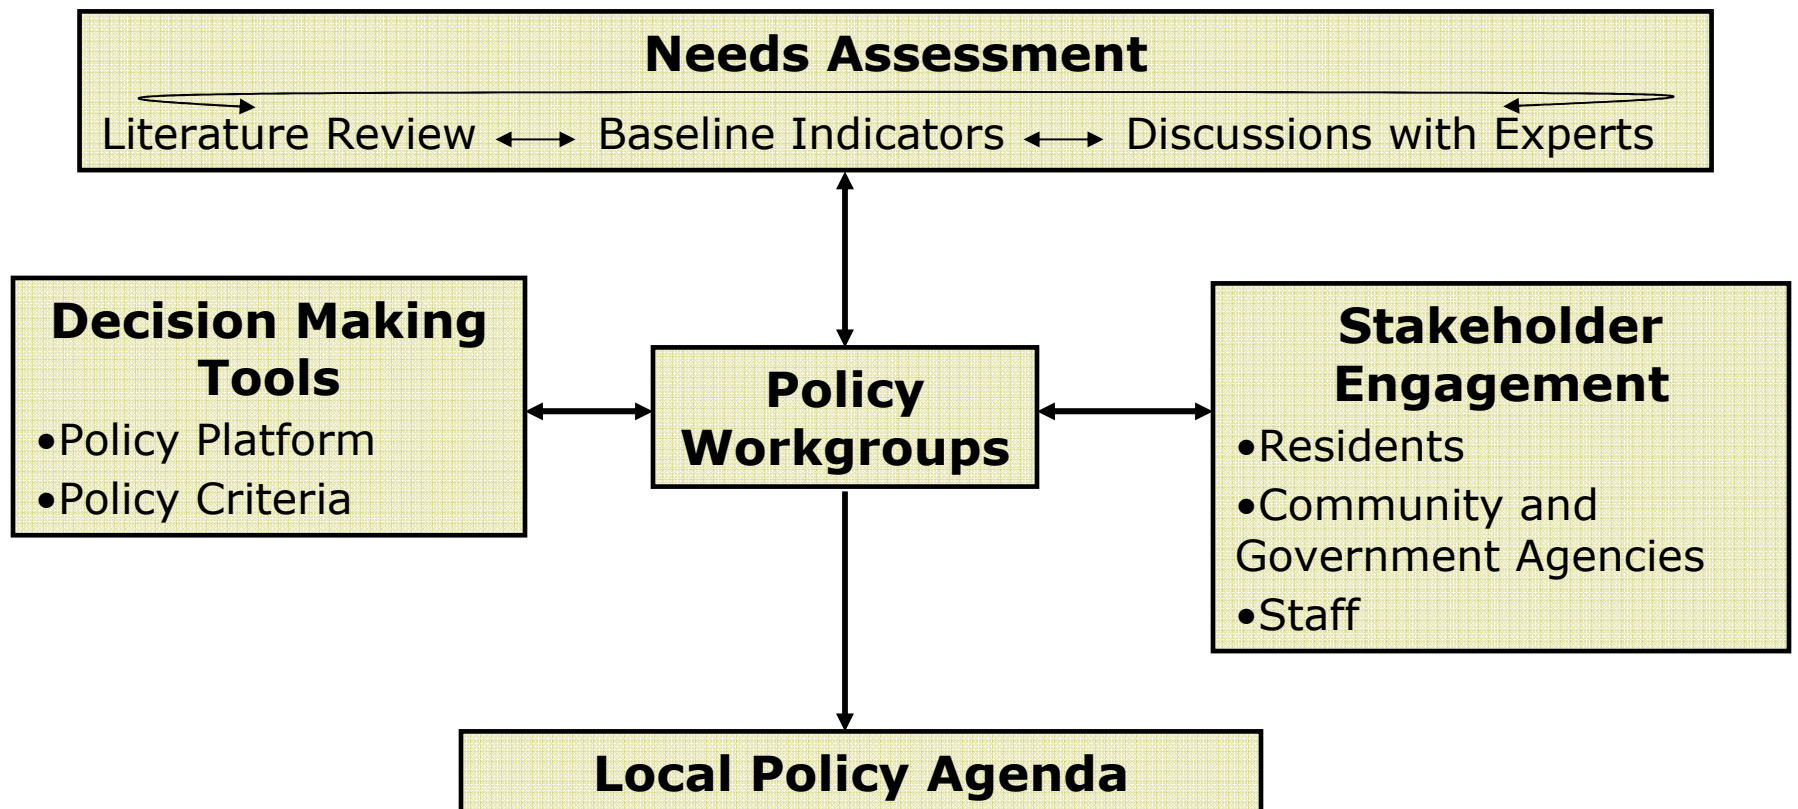 Needs Assessment
Literature Review
Baseline Indicators
Discussions with Experts
Decision Making
Tools
•Policy Platform
•Policy Criteria
Policy
Workgroups
Stakeholder
Engagement
•Residents
•Community and
Government Agencies
•Staff
Local Policy Agenda